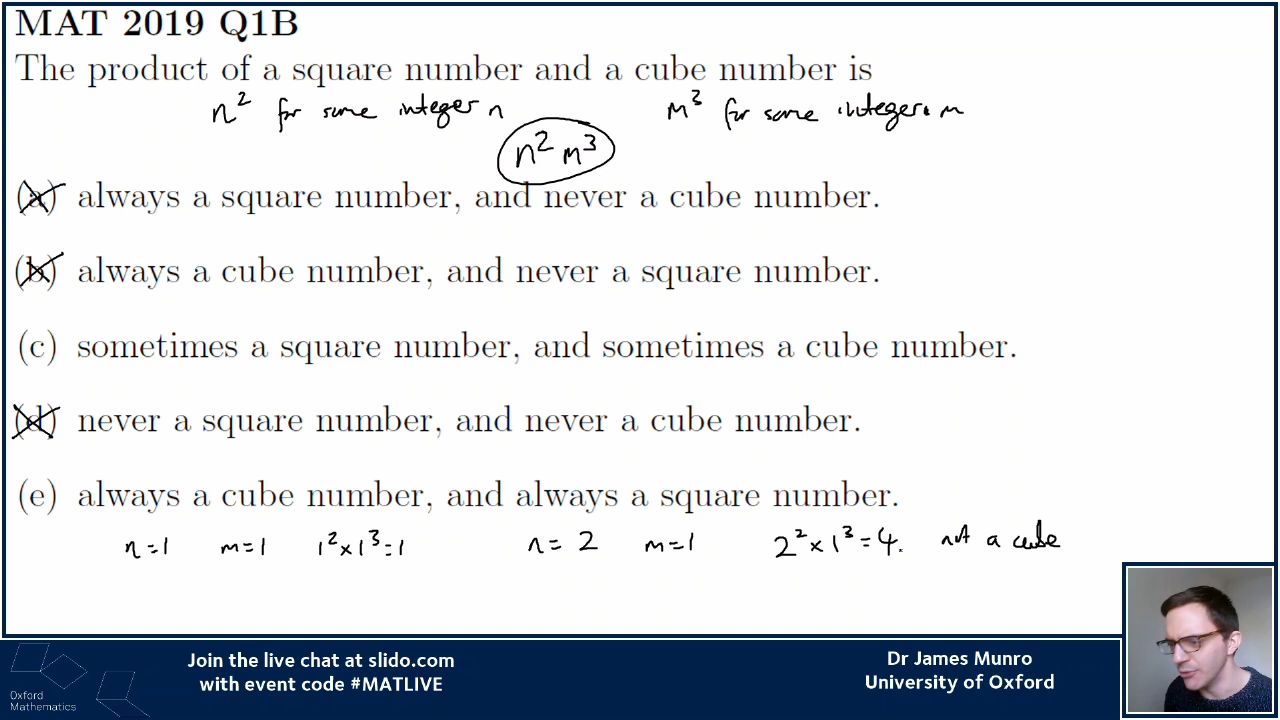 MAT 2019 Q1B
The product of a square number and a cube number is
n² for some integer n m³ for some integer m
n² m³
(a) always a square number, and never a cube number.
(b) always a cube number, and never a square number.
(c) sometimes a square number, and sometimes a cube number.
(d) never a square number, and never a cube number.
(e) always a cube number, and always a square number.
n=1 m=1 1²×1³=1 n=2 m=1 2²×1³=4. not a cube
Join the live chat at slido.com
with event code #MATLIVE
Dr James Munro
University of Oxford
Oxford
Mathematics